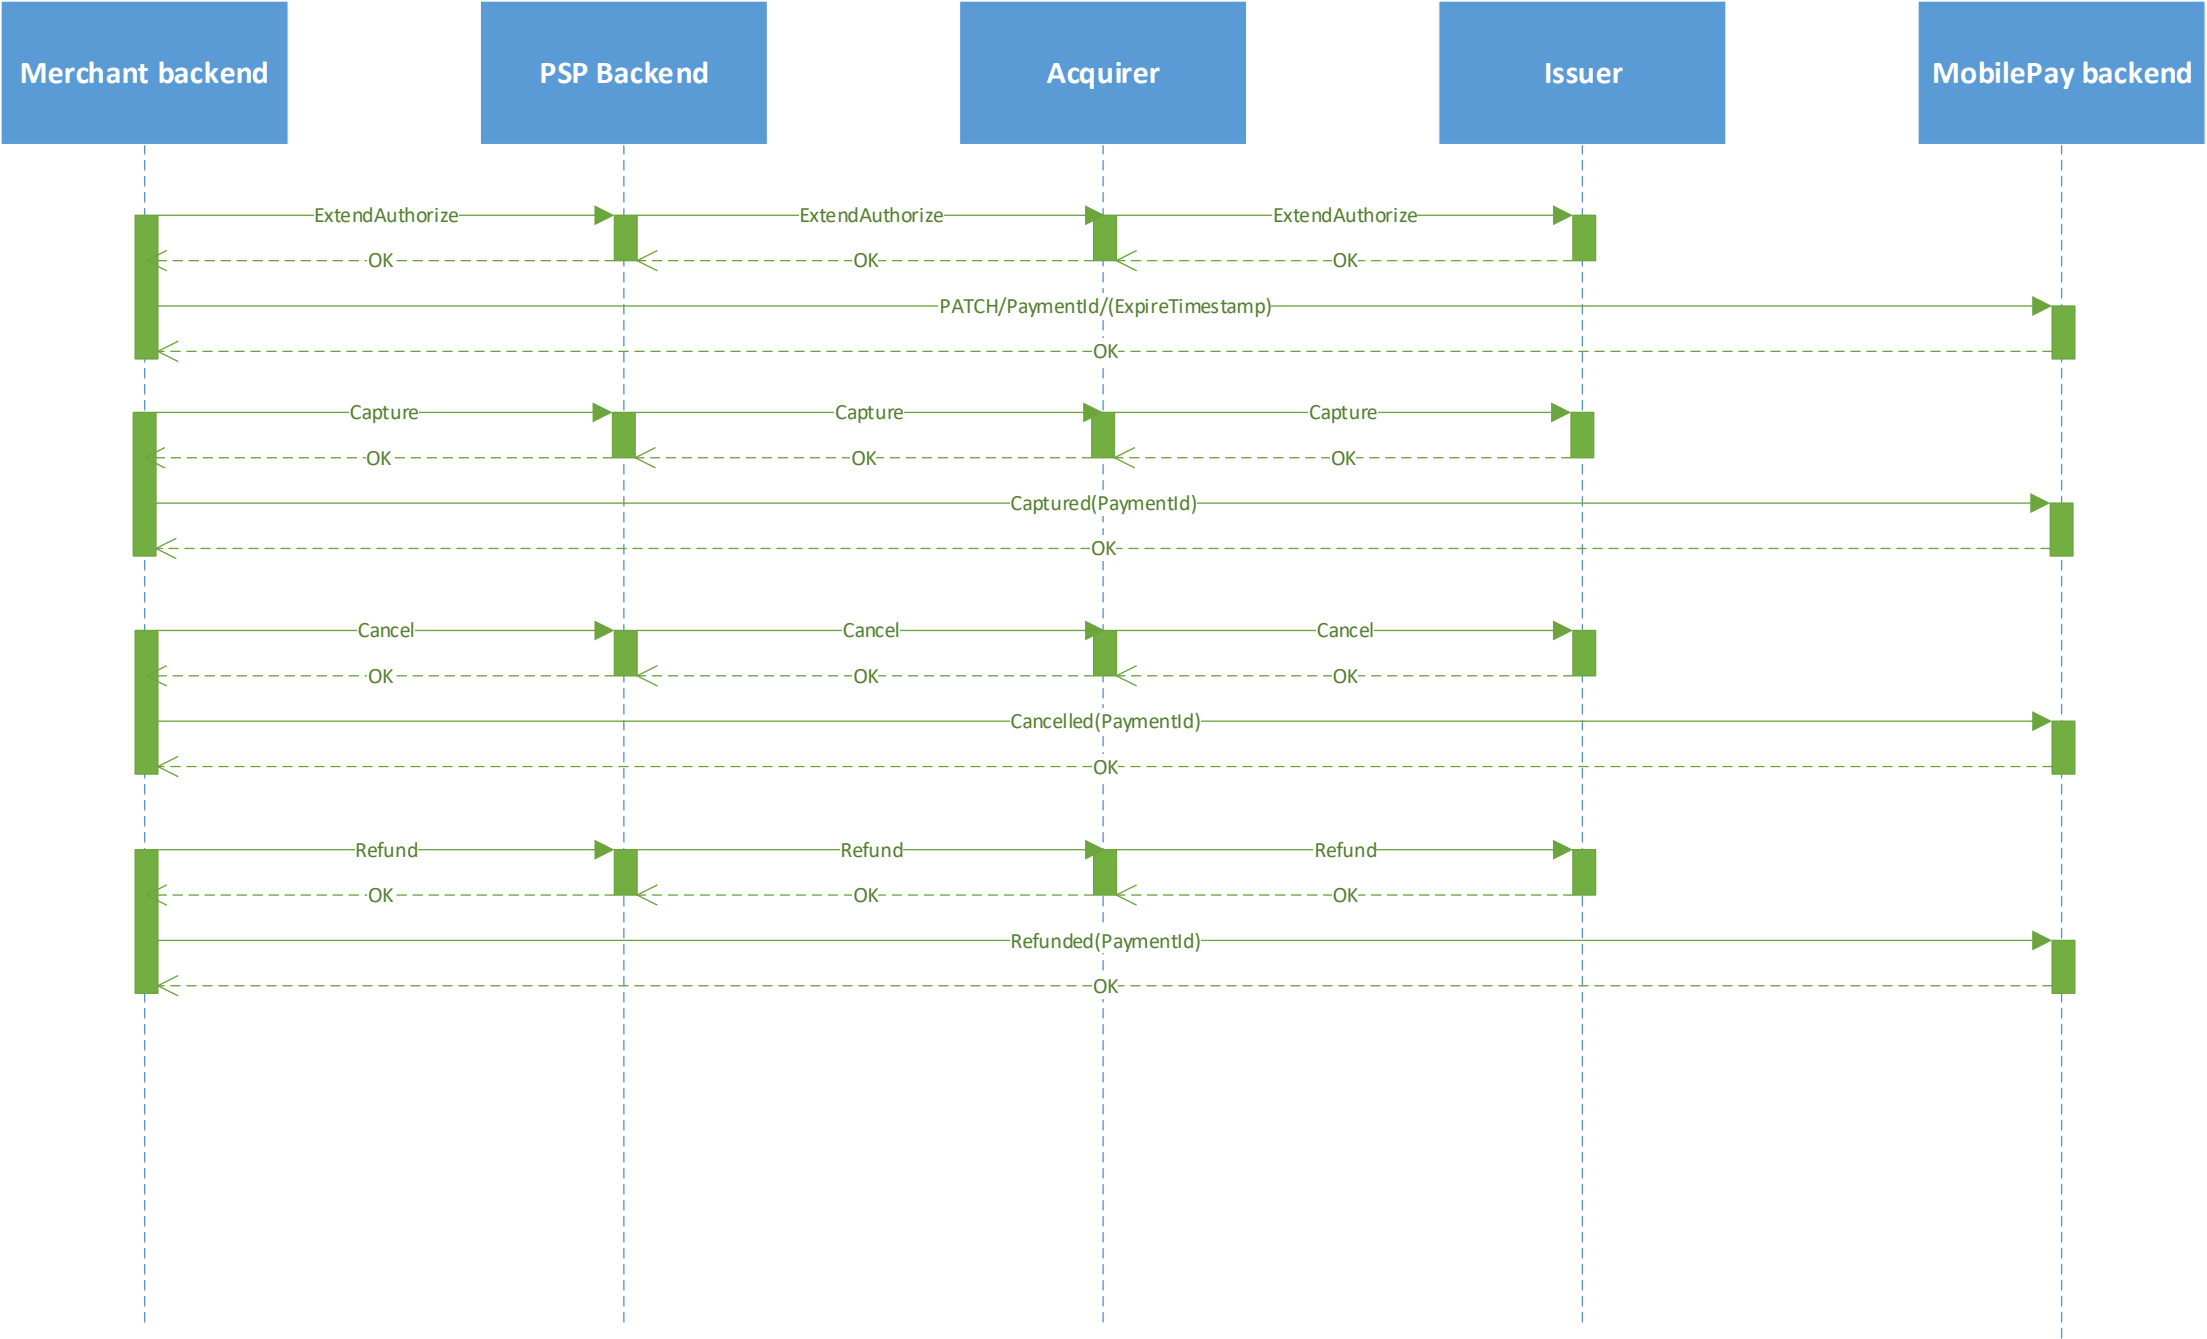 Merchant backend
PSP Backend
Acquirer
Issuer
MobilePay backend
ExtendAuthorize
ExtendAuthorize
ExtendAuthorize
OK
OK
OK
PATCH/PaymentId/(ExpireTimestamp)
OK
Capture
Capture
Capture
OK
OK
OK
Captured(PaymentId)
OK
Cancel
Cancel
Cancel
OK
OK
OK
Cancelled(PaymentId)
OK
Refund
Refund
Refund
OK
OK
OK
Refunded(PaymentId)
OK